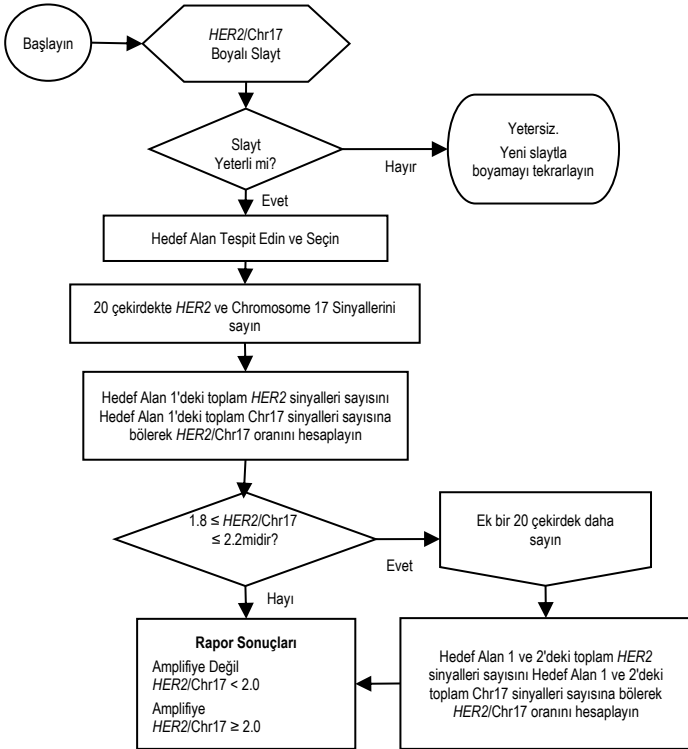 Başlayın
HER2/Chr17
Boyalı Slayt
Slayt
Yeterli mi?
Hayır
Yetersiz.
Yeni slaytla
boyamayı tekrarlayın
Evet
Hedef Alan Tespit Edin ve Seçin
20 çekirdekte HER2 ve Chromosome 17 Sinyallerini
sayın
Hedef Alan 1'deki toplam HER2 sinyalleri sayısını
Hedef Alan 1'deki toplam Chr17 sinyalleri sayısına
bölerek HER2/Chr17 oranını hesaplayın
1.8 ≤ HER2/Chr17
≤ 2.2midir?
Evet
Ek bir 20 çekirdek daha
sayın
Hayı
Rapor Sonuçları
Amplifiye Değil
HER2/Chr17 < 2.0
Amplifiye
HER2/Chr17 ≥ 2.0
Hedef Alan 1 ve 2'deki toplam HER2
sinyalleri sayısını Hedef Alan 1 ve 2'deki
toplam Chr17 sinyalleri sayısına bölerek
HER2/Chr17 oranını hesaplayın